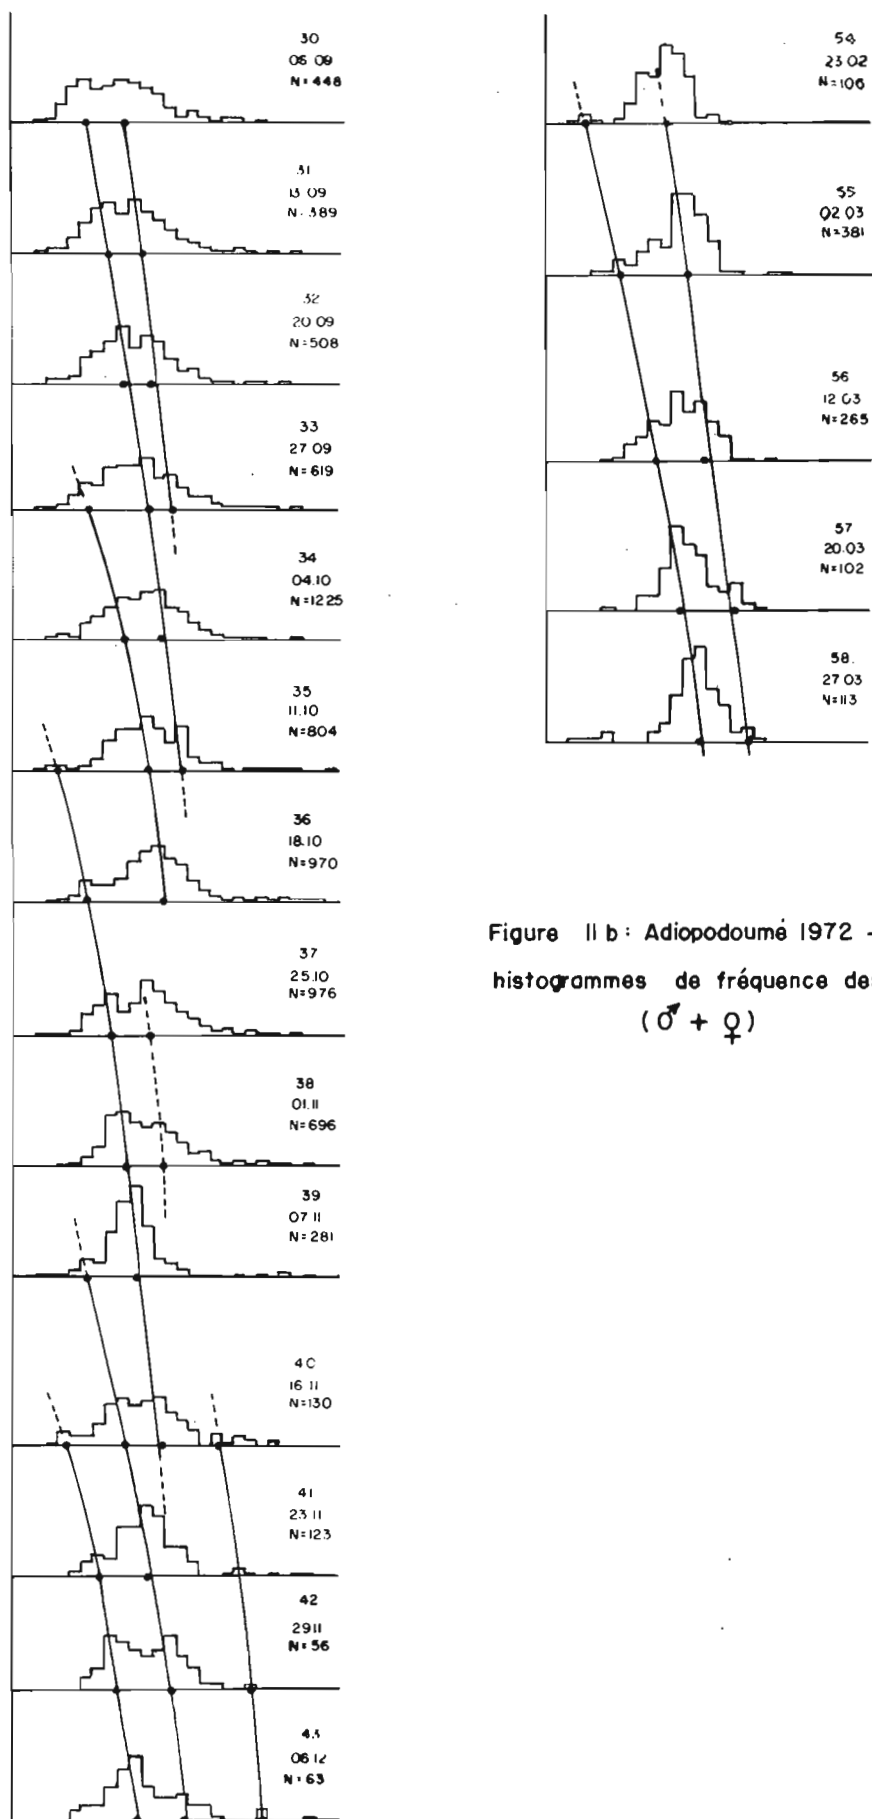 30
06 09
N=448
31
13 09
N=389
32
20 09
N=508
33
27 09
N=619
34
04.10
N=1225
35
11.10
N=804
36
18.10
N=970
37
25.10
N=976
38
01.11
N=696
39
07 11
N=281
40
16 11
N=130
41
23 11
N=123
42
29 11
N=56
43
06 12
N=63
54
23 02
N=106
55
02 03
N=381
56
12 03
N=265
57
20.03
N=102
58.
27 03
N=113
Figure 11 b : Adiopodoumé 1972 -
histogrammes de fréquence de
(♂ + ♀)